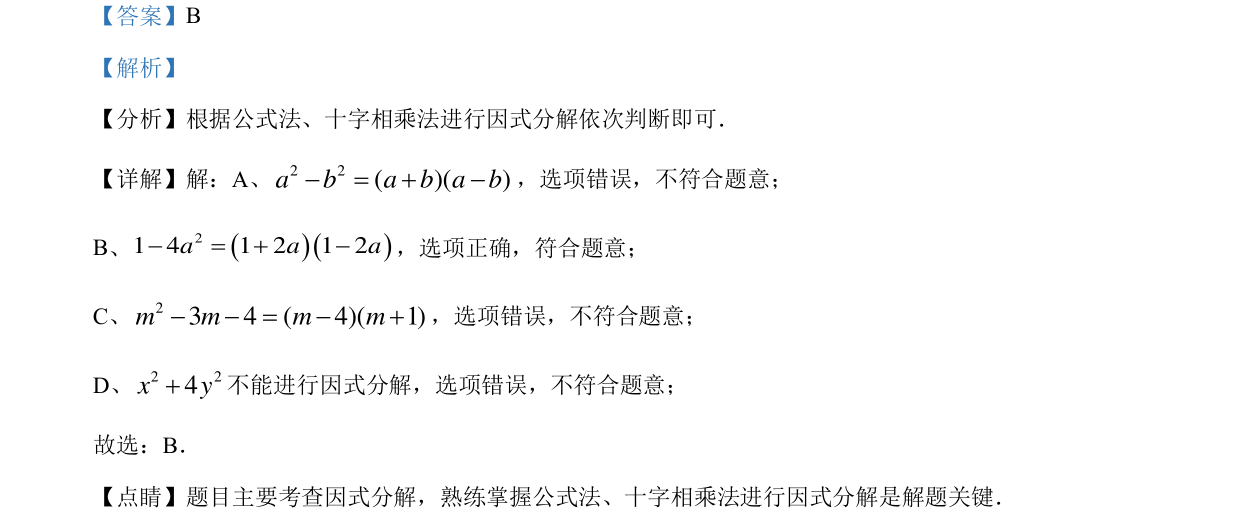 【答案】B
【解析】
【分析】根据公式法、十字相乘法进行因式分解依次判断即可．
【详解】解：A、a² − b² = (a+b)(a−b)，选项错误，不符合题意；
B、1−4a² = (1+2a)(1−2a)，选项正确，符合题意；
C、m² −3m−4 = (m−4)(m+1)，选项错误，不符合题意；
D、x² +4y² 不能进行因式分解，选项错误，不符合题意；
故选：B．
【点睛】题目主要考查因式分解，熟练掌握公式法、十字相乘法进行因式分解是解题关键．